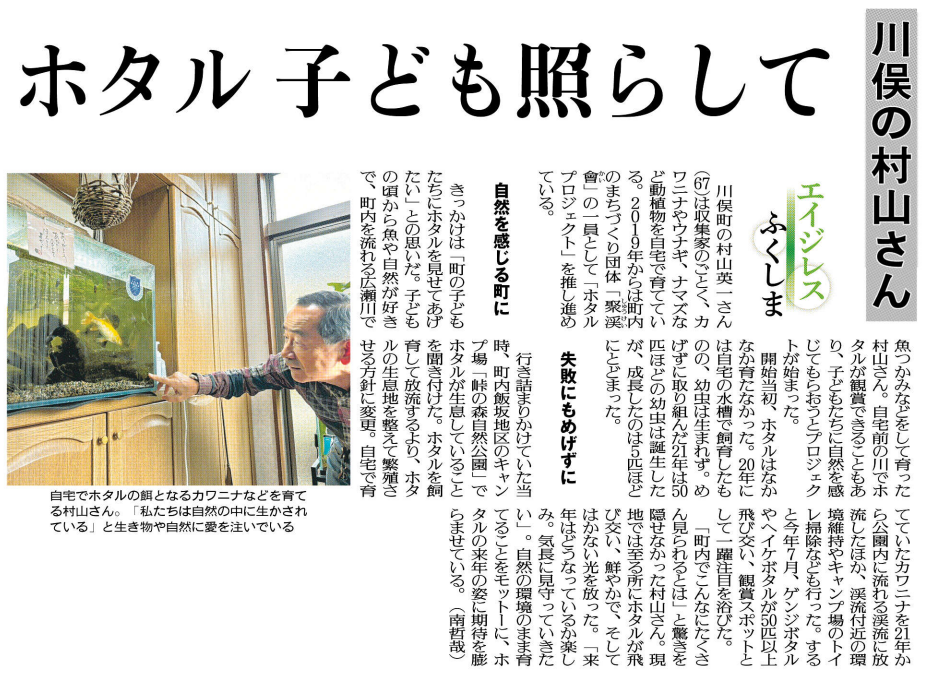 川俣の村山さん
ホタル 子ども照らして
エイジレス
ふくしま
川俣町の村山英一さん
(67)は収集家のごとく、カ
ワニナやウナギ、ナマズな
ど動植物を自宅で育ててい
る。2019年からは町内
のまちづくり団体「聚渓
會」の一員として「ホタル
プロジェクト」を推し進め
ている。
自然を感じる町に
きっかけは「町の子ども
たちにホタルを見せてあげ
たい」との思いだ。子ども
の頃から魚や自然が好き
で、町内を流れる広瀬川で
魚つかみなどをして育った
村山さん。自宅前の川でホ
タルが観賞できることもあ
り、子どもたちに自然を感
じてもらおうとプロジェク
トが始まった。
開始当初、ホタルはなか
なか育たなかった。20年に
は自宅の水槽で飼育したも
のの、幼虫は生まれず。め
げずに取り組んだ21年は50
匹ほどの幼虫は誕生した
が、成長したのは5匹ほど
にとどまった。
失敗にもめげずに
行き詰まりかけていた当
時、町内飯坂地区のキャン
プ場「峠の森自然公園」で
ホタルが生息していること
を聞き付けた。ホタルを飼
育して放流するより、ホタ
ルの生息地を整えて繁殖さ
せる方針に変更。自宅で育
てていたカワニナを21年か
ら公園内に流れる渓流に放
流したほか、渓流付近の環
境維持やキャンプ場のトイ
レ掃除なども行った。する
と今年7月、ゲンジボタル
やヘイケボタルが50匹以上
飛び交い、観賞スポットと
して一躍注目を浴びた。
「町内でこんなにたくさ
ん見られるとは」と驚きを
隠せなかった村山さん。現
地では至る所にホタルが飛
び交い、鮮やかで、そして
はかない光を放った。「来
年はどうなっているか楽し
み。気長に見守っていきた
い」。自然の環境のまま育
てることをモットーに、ホ
タルの来年の姿に期待を膨
らませている。（南哲哉）
自宅でホタルの餌となるカワニナなどを育て
る村山さん。「私たちは自然の中に生かされ
ている」と生き物や自然に愛を注いでいる